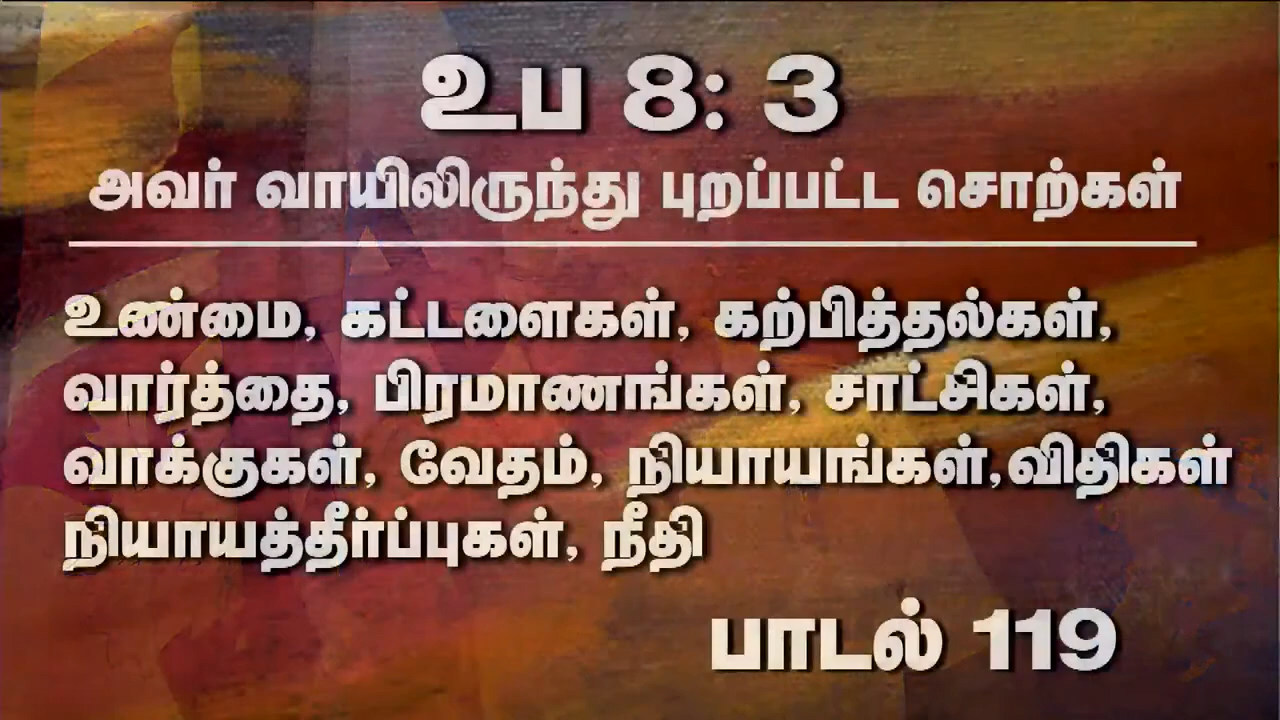 உப 8: 3
அவர் வாயிலிருந்து புறப்பட்ட சொற்கள்
உண்மை, கட்டளைகள், கற்பித்தல்கள்,
வார்த்தை, பிரமாணங்கள், சாட்சிகள்,
வாக்குகள், வேதம், நியாயங்கள்,விதிகள்
நியாயத்தீர்ப்புகள், நீதி
பாடல் 119